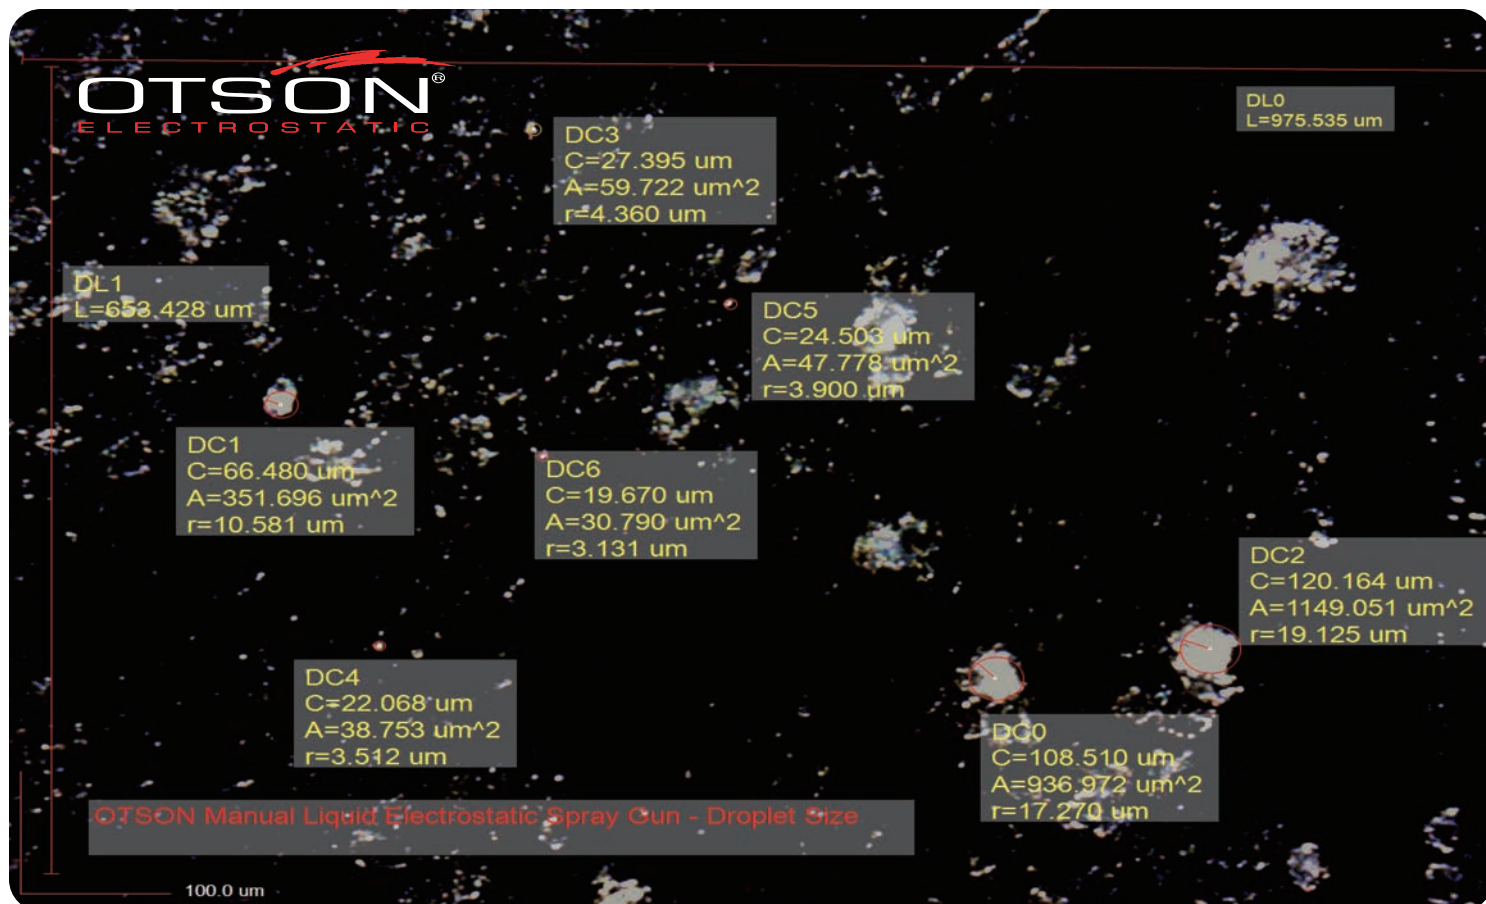 OTSON®
ELECTROSTATIC
DL0
L=975.535 um
DC3
C=27.395 um
A=59.722 um^2
r=4.360 um
DL1
L=653.428 um
DC5
C=24.503 um
A=47.778 um^2
r=3.900 um
DC1
C=66.480 um
A=351.696 um^2
r=10.581 um
DC6
C=19.670 um
A=30.790 um^2
r=3.131 um
DC2
C=120.164 um
A=1149.051 um^2
r=19.125 um
DC4
C=22.068 um
A=38.753 um^2
r=3.512 um
DC0
C=108.510 um
A=936.972 um^2
r=17.270 um
OTSON Manual Liquid Electrostatic Spray Gun - Droplet Size
100.0 um